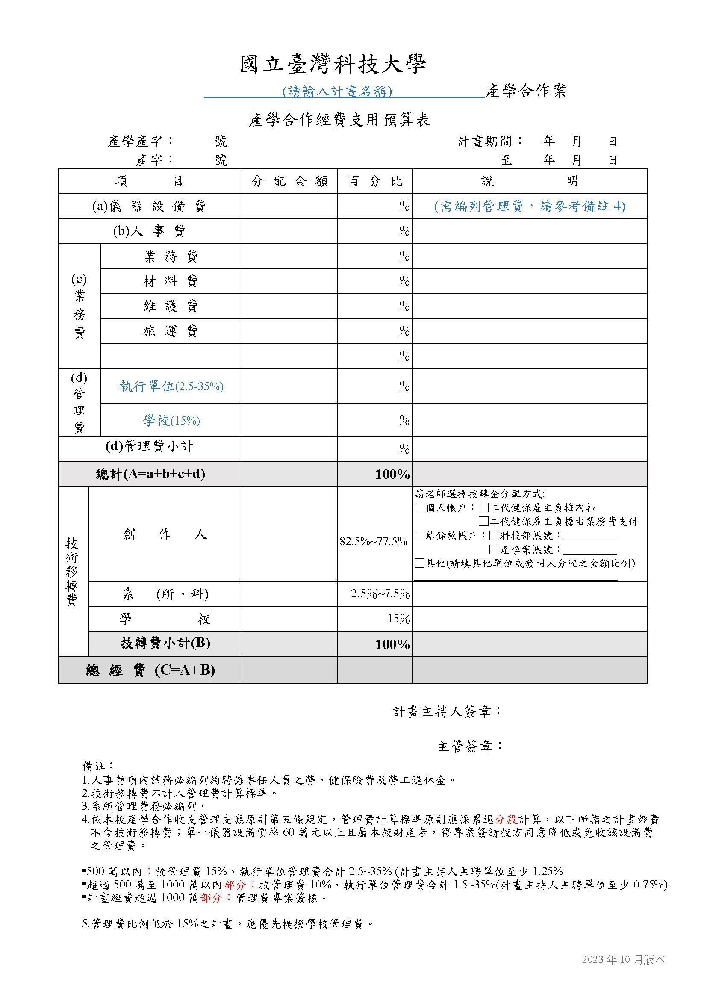 國立臺灣科技大學
(請輸入計畫名稱)產學合作案
產學合作經費支用預算表
產學產字： 號 計畫期間： 年 月 日
產字： 號 至 年 月 日
項 目 分 配 金 額 百 分 比 說 明
(a)儀 器 設 備 費 % (需編列管理費，請參考備註 4)
(b)人 事 費 %
(c)業務費
業 務 費 %
材 料 費 %
維 護 費 %
旅 運 費 %
%
(d)管理費
執行單位(2.5-35%) %
學校(15%) %
(d)管理費小計 %
總計(A=a+b+c+d) 100%
技術移轉費
創 作 人 82.5%~77.5%
請老師選擇技轉金分配方式:
□個人帳戶：□二代健保雇主負擔內扣
□二代健保雇主負擔由業務費支付
□結餘款帳戶：□科技部帳號：
□產學案帳號：
□其他(請填其他單位或發明人分配之金額比例)
系 (所、科) 2.5%~7.5%
學 校 15%
技轉費小計(B) 100%
總 經 費 (C=A+B)
計畫主持人簽章：
主管簽章：
備註：
1.人事費項內請務必編列約聘僱專任人員之勞、健保險費及勞工退休金。
2.技術移轉費不計入管理費計算標準。
3.系所管理費務必編列。
4.依本校產學合作收支管理支應原則第五條規定，管理費計算標準原則應採累退分段計算，以下所指之計畫經費
不含技術移轉費；單一儀器設備價格 60 萬元以上且屬本校財產者，得專案簽請校方同意降低或免收該設備費
之管理費。
▪500 萬以內：校管理費 15%、執行單位管理費合計 2.5~35% (計畫主持人主聘單位至少 1.25%
▪超過 500 萬至 1000 萬以內部分：校管理費 10%、執行單位管理費合計 1.5~35%(計畫主持人主聘單位至少 0.75%)
▪計畫經費超過 1000 萬部分：管理費專案簽核。
5.管理費比例低於 15%之計畫，應優先提撥學校管理費。
2023 年 10 月版本